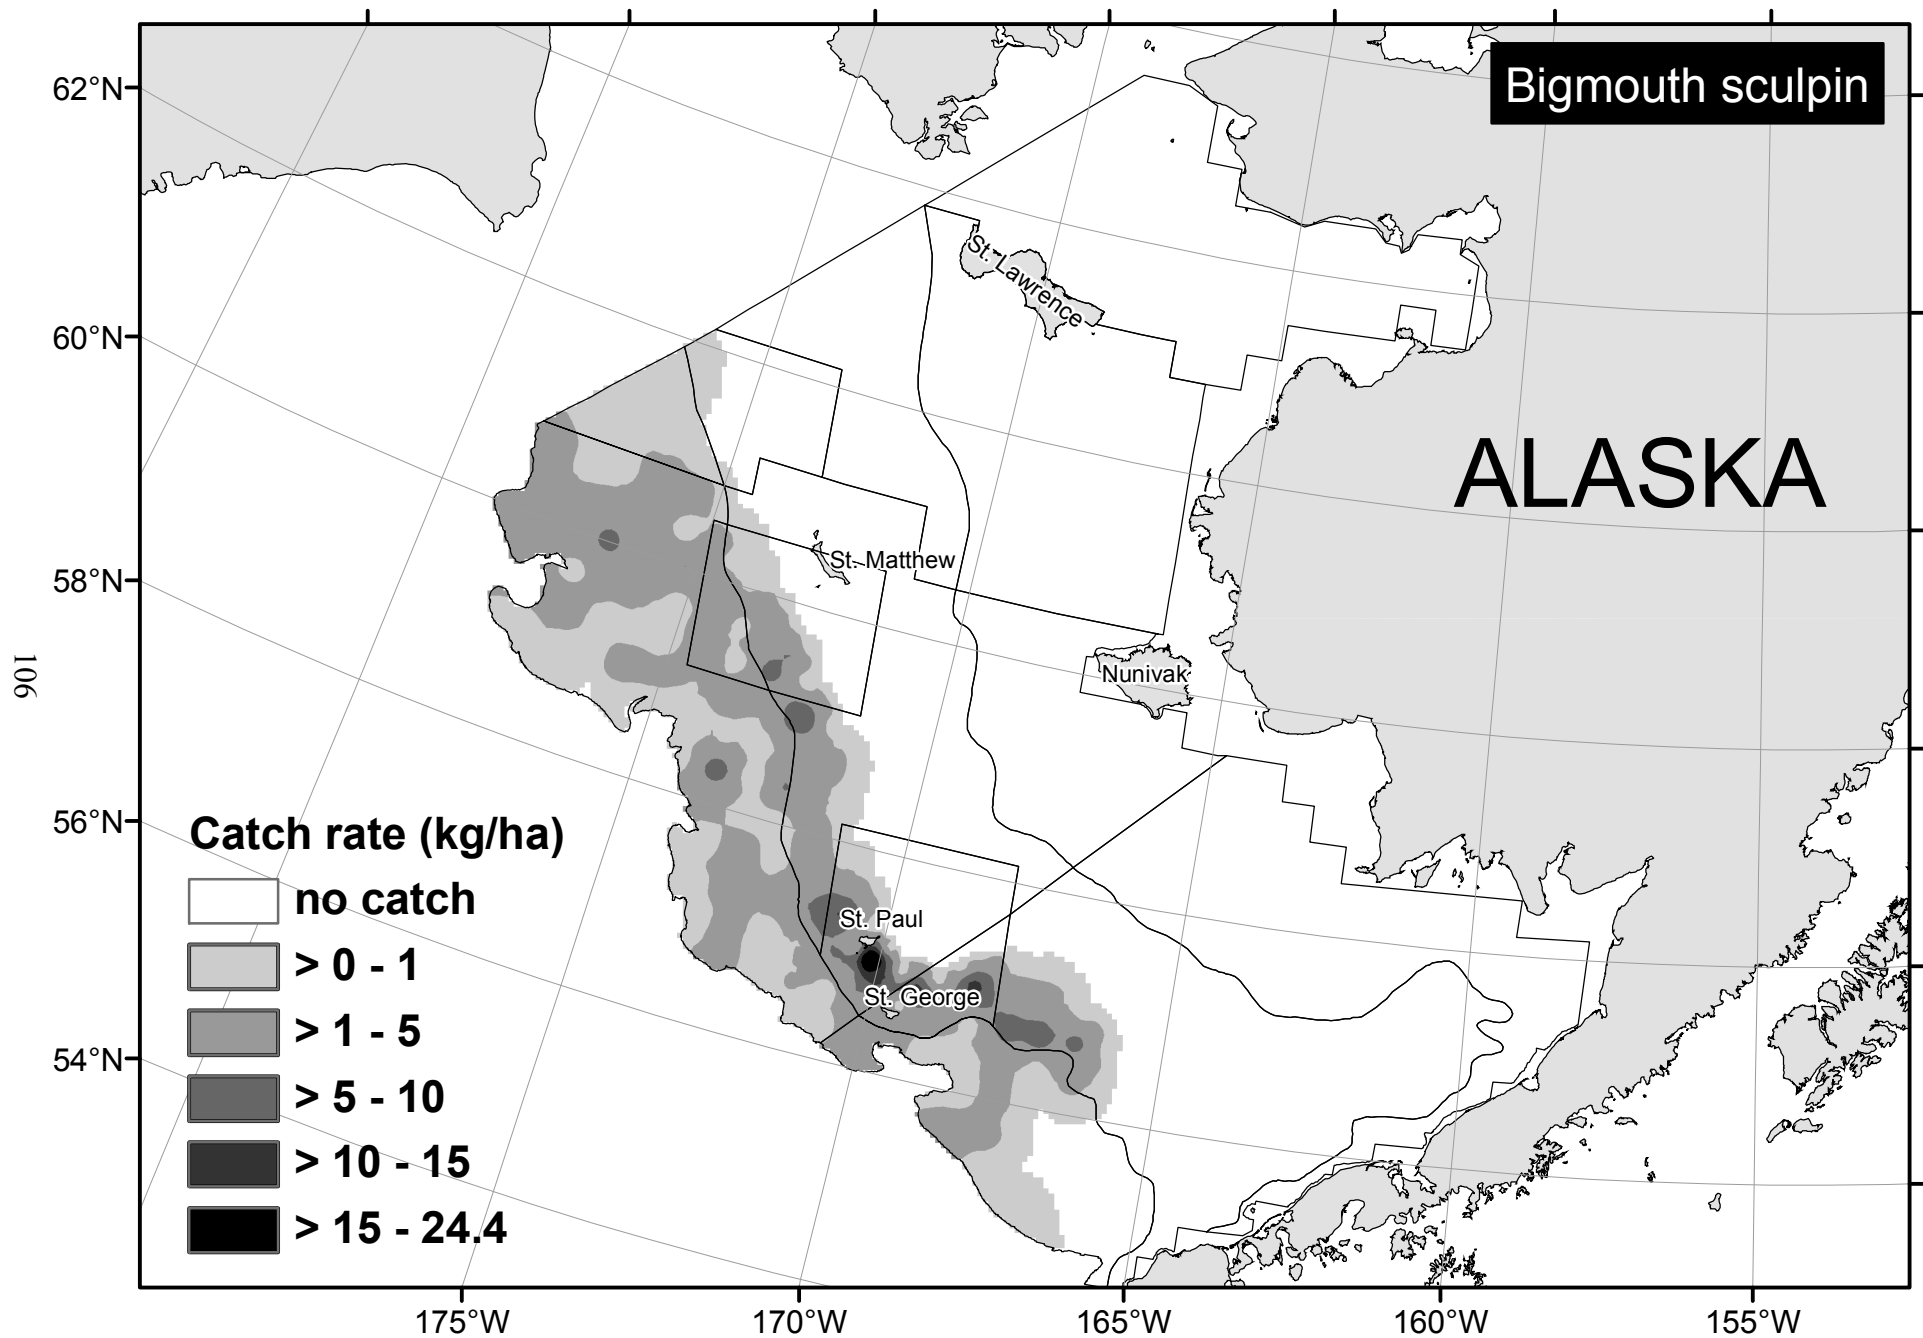 Bigmouth sculpin
62°N
60°N
58°N
56°N
54°N
St. Lawrence
ALASKA
St. Matthew
Nunivak
St. Paul
St. George
106
Catch rate (kg/ha)
no catch
> 0 - 1
> 1 - 5
> 5 - 10
> 10 - 15
> 15 - 24.4
175°W
170°W
165°W
160°W
155°W